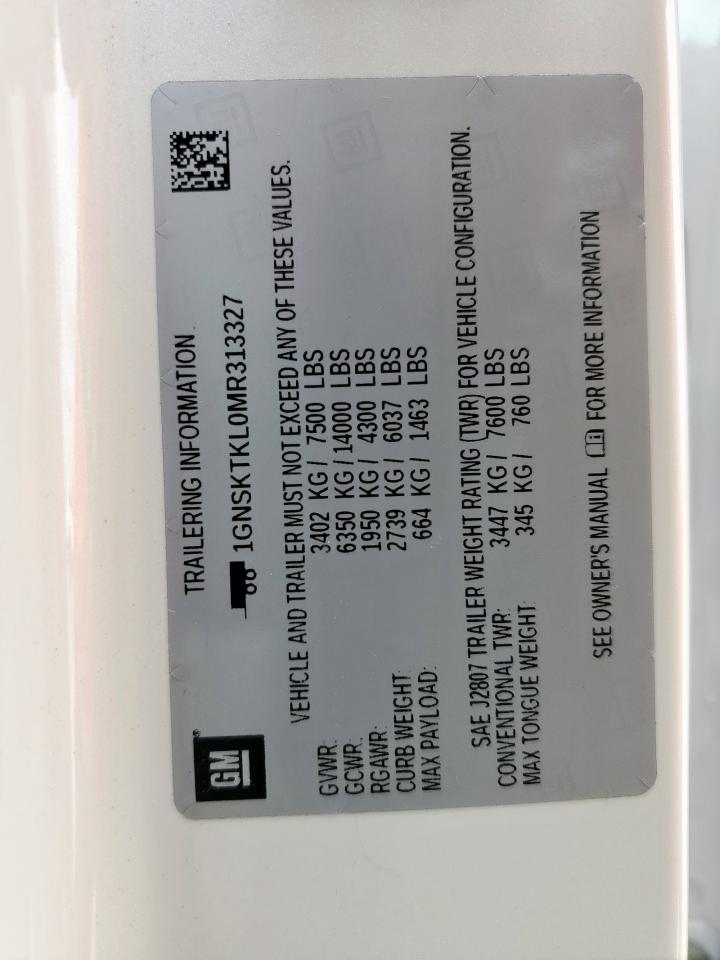 GM
TRAILERING INFORMATION
1GNSKTKL0MR313327
VEHICLE AND TRAILER MUST NOT EXCEED ANY OF THESE VALUES.
GVWR: 3402 KG / 7500 LBS
GCWR: 6350 KG / 14000 LBS
RGAWR: 1950 KG / 4300 LBS
CURB WEIGHT: 2739 KG / 6037 LBS
MAX PAYLOAD: 664 KG / 1463 LBS
SAE J2807 TRAILER WEIGHT RATING (TWR) FOR VEHICLE CONFIGURATION.
CONVENTIONAL TWR: 3447 KG / 7600 LBS
MAX TONGUE WEIGHT: 345 KG / 760 LBS
SEE OWNER'S MANUAL FOR MORE INFORMATION